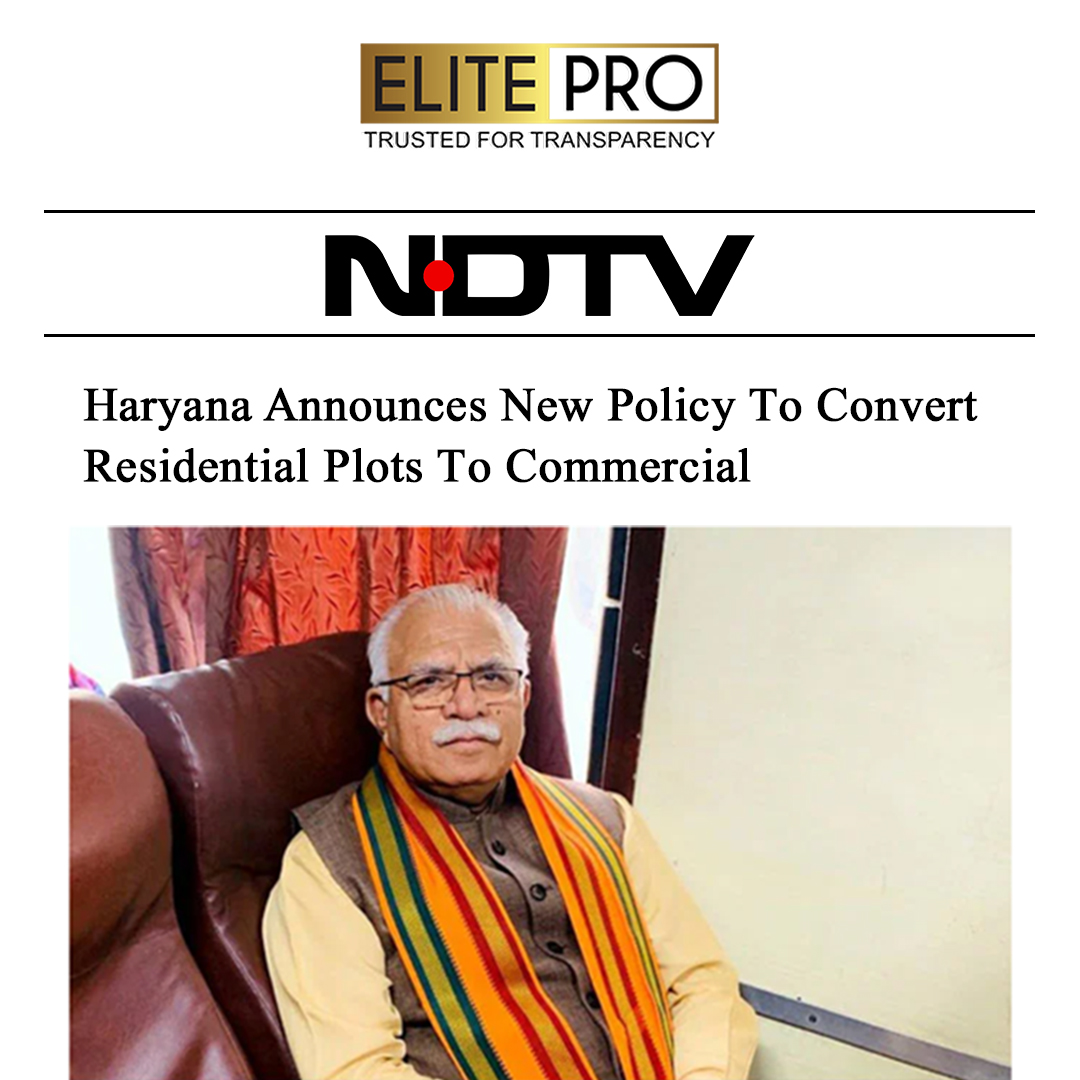 ELITE PRO
TRUSTED FOR TRANSPARENCY
NDTV
Haryana Announces New Policy To Convert
Residential Plots To Commercial